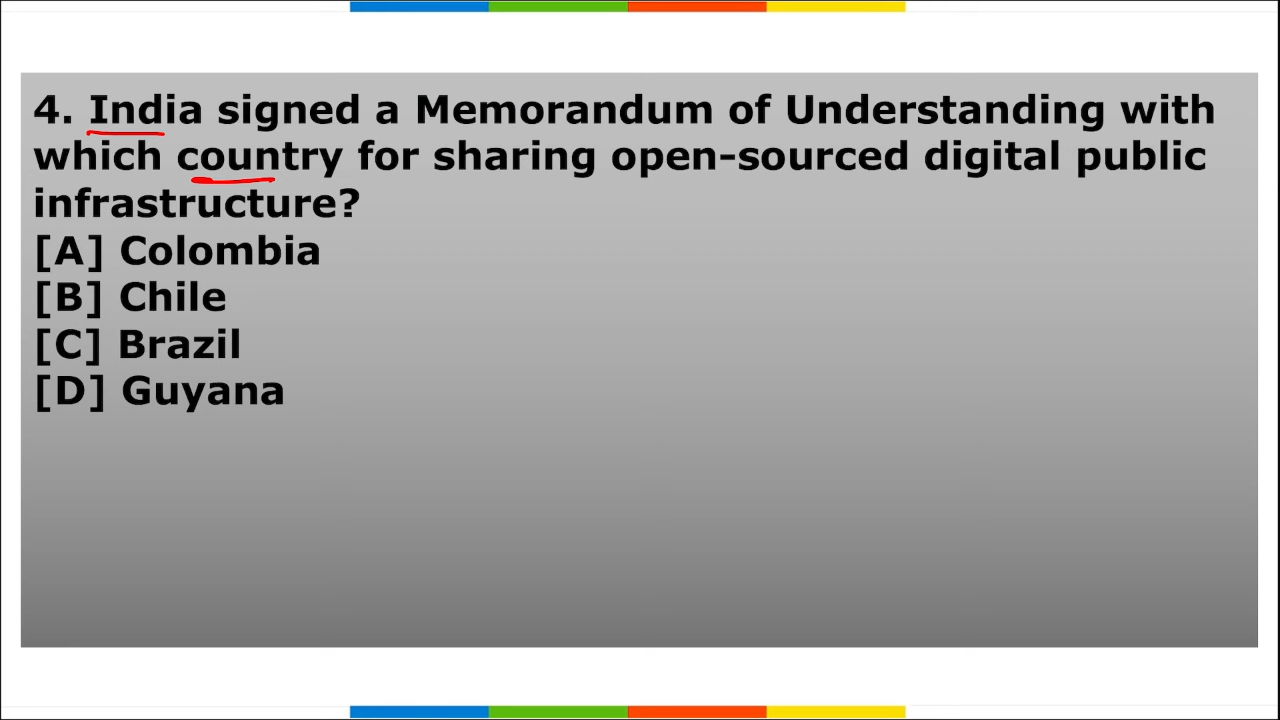 4. India signed a Memorandum of Understanding with
which country for sharing open-sourced digital public
infrastructure?
[A] Colombia
[B] Chile
[C] Brazil
[D] Guyana